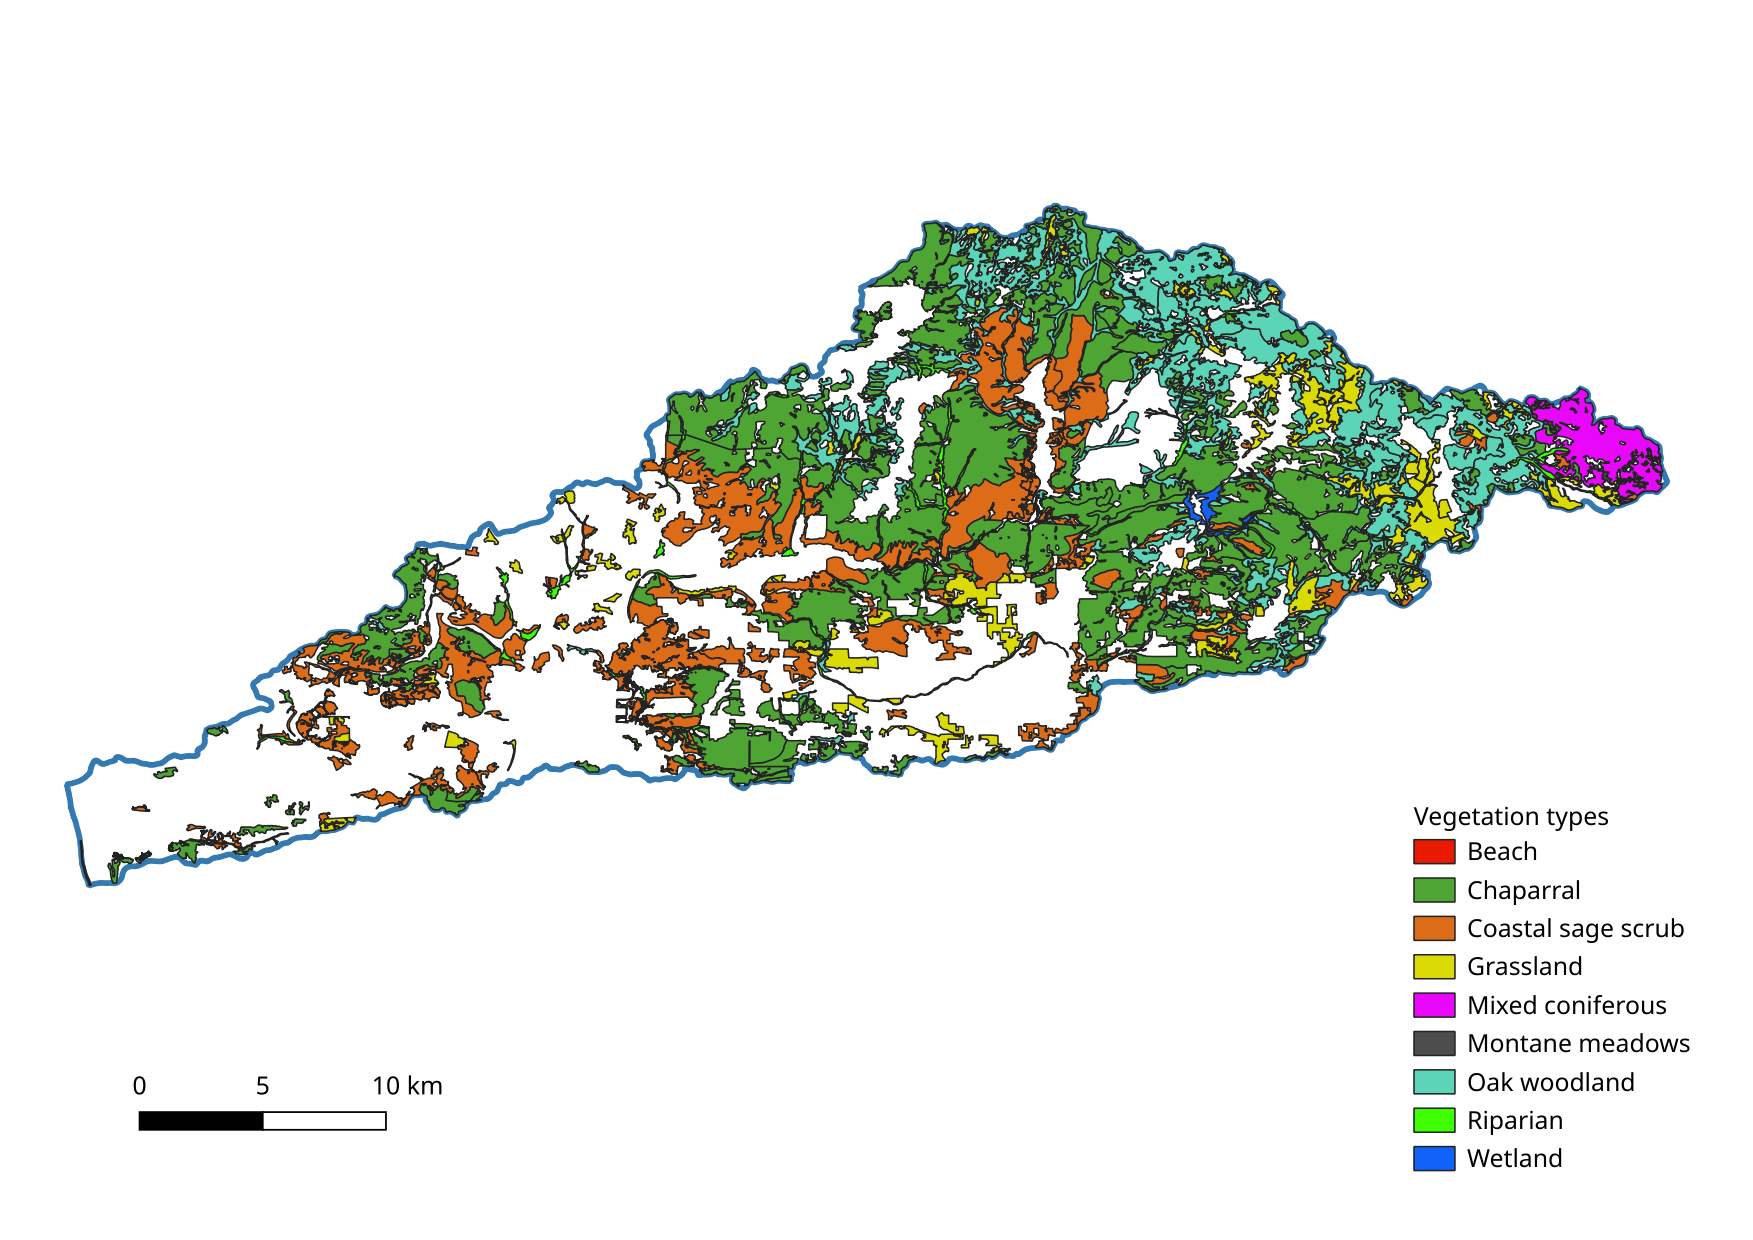 Vegetation types
Beach
Chaparral
Coastal sage scrub
Grassland
Mixed coniferous
Montane meadows
Oak woodland
Riparian
Wetland
0 5 10 km